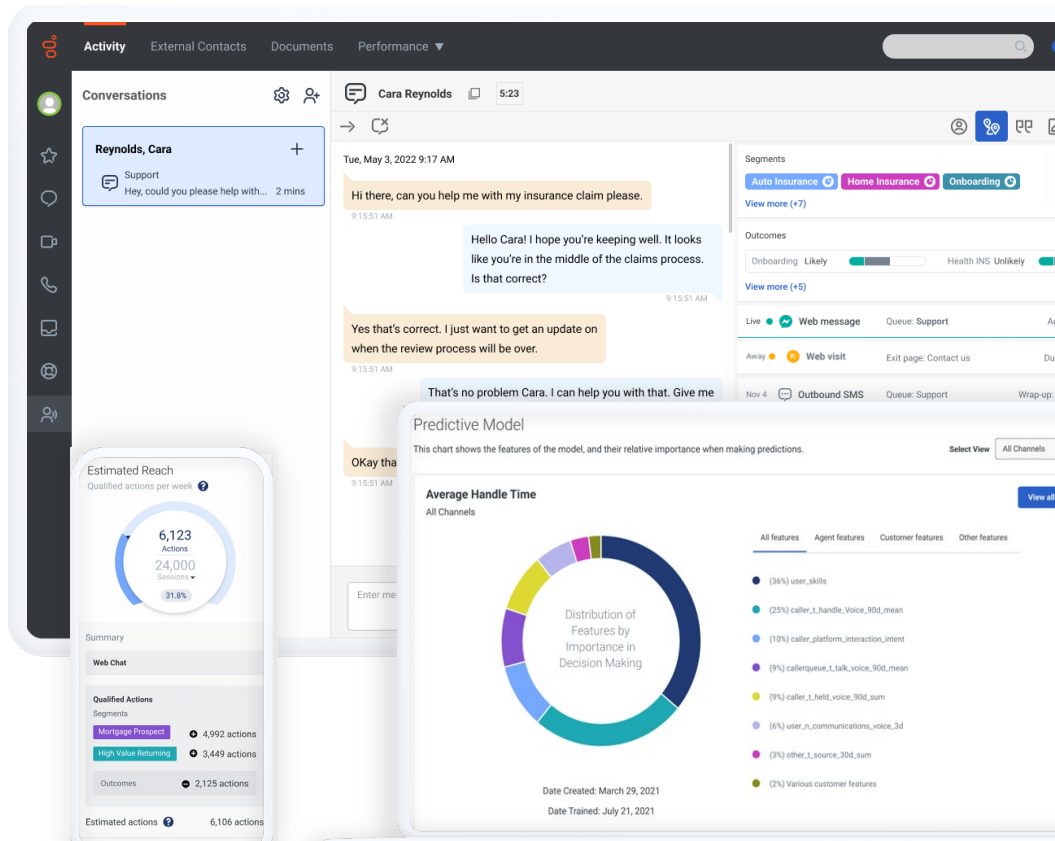 Activity
External Contacts
Documents
Performance ▼
Conversations
Reynolds, Cara
Support
Hey, could you please help with... 2 mins
Cara Reynolds
5:23
Tue, May 3, 2022 9:17 AM
Hi there, can you help me with my insurance claim please.
9:15:51 AM
Hello Cara! I hope you're keeping well. It looks
like you're in the middle of the claims process.
Is that correct?
9:15:51 AM
Yes that's correct. I just want to get an update on
when the review process will be over.
9:15:51 AM
That's no problem Cara. I can help you with that. Give me
OKay tha
9:15:51 AM
Enter me
Segments
Auto Insurance
Home Insurance
Onboarding
View more (+7)
Outcomes
Onboarding Likely
Health INS Unlikely
View more (+5)
Live Web message Queue: Support
Away Web visit Exit page: Contact us Du
Nov 4 Outbound SMS Queue: Support Wrap-up:
Estimated Reach
Qualified actions per week
6,123
Actions
24,000
Sessions
31.8%
Summary
Web Chat
Qualified Actions
Segments
Mortgage Prospect 4,992 actions
High Value Returning 3,449 actions
Outcomes 2,125 actions
Estimated actions 6,106 actions
Predictive Model
This chart shows the features of the model, and their relative importance when making predictions.
Select View All Channels
Average Handle Time
All Channels
View all
Distribution of
Features by
Importance in
Decision Making
Date Created: March 29, 2021
Date Trained: July 21, 2021
All features
Agent features
Customer features
Other features
(36%) user_skills
(25%) caller_t_handle_Voice_90d_mean
(10%) caller_platform_interaction_intent
(9%) callerqueue_t_talk_voice_90d_mean
(9%) caller_t_held_voice_90d_sum
(6%) user_n_communications_voice_3d
(3%) other_t_source_30d_sum
(2%) Various customer features